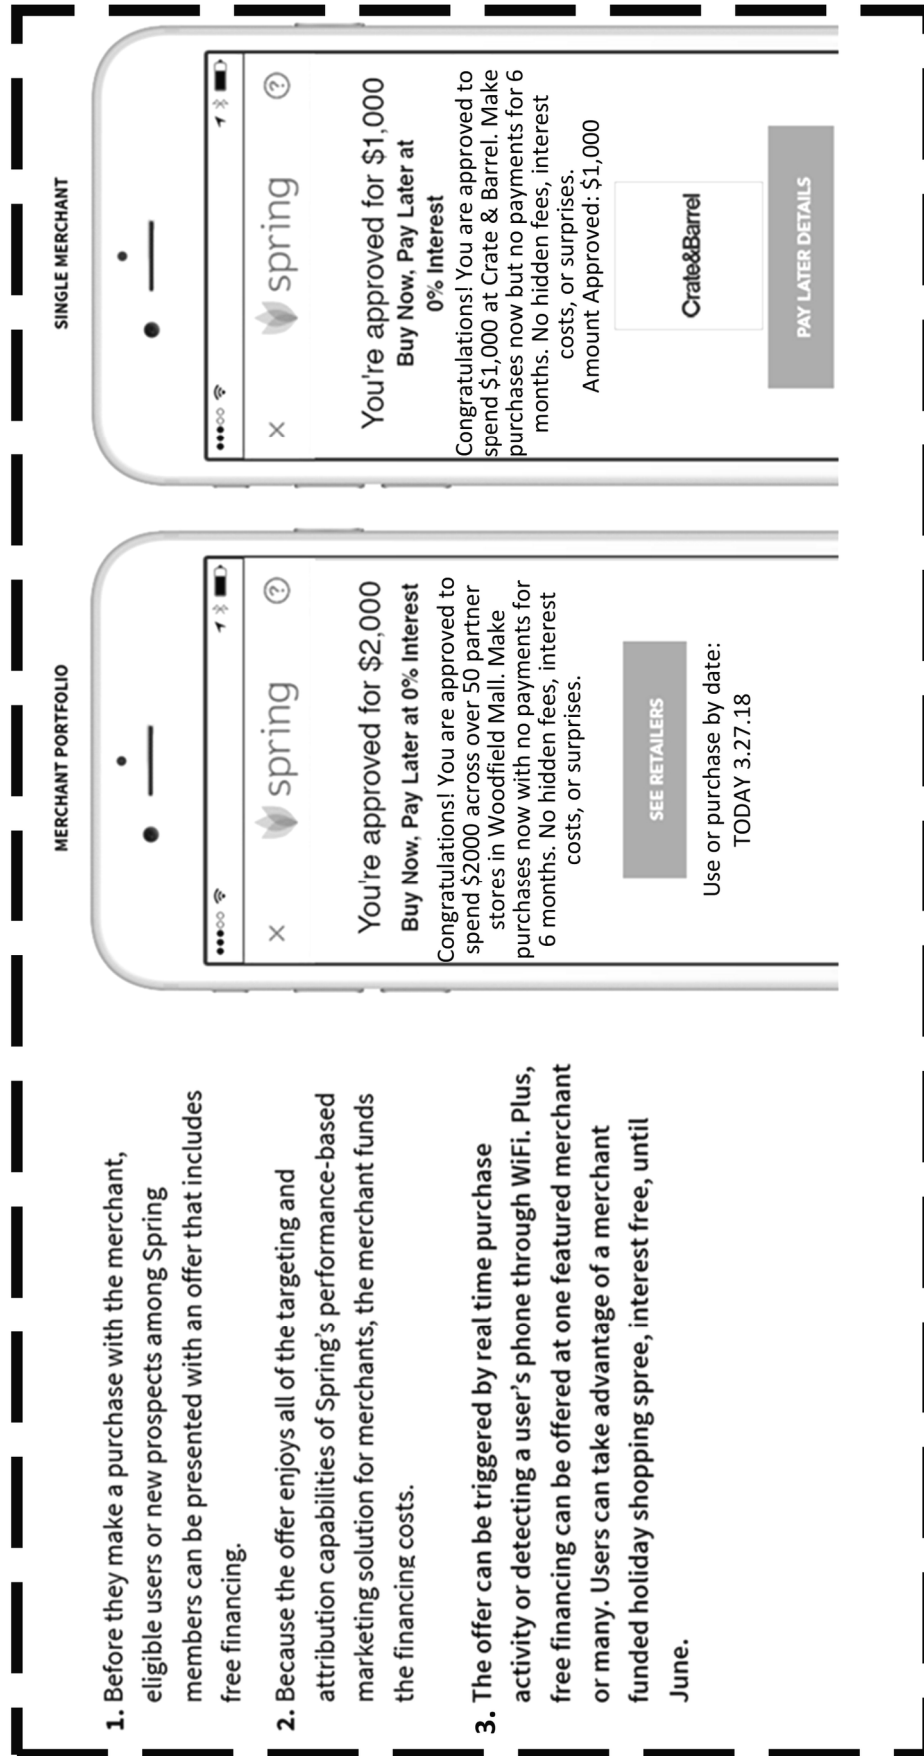 1. Before they make a purchase with the merchant,
eligible users or new prospects among Spring
members can be presented with an offer that includes
free financing.
2. Because the offer enjoys all of the targeting and
attribution capabilities of Spring's performance-based
marketing solution for merchants, the merchant funds
the financing costs.
3. The offer can be triggered by real time purchase
activity or detecting a user's phone through WiFi. Plus,
free financing can be offered at one featured merchant
or many. Users can take advantage of a merchant
funded holiday shopping spree, interest free, until
June.
MERCHANT PORTFOLIO
spring
You're approved for $2,000
Buy Now, Pay Later at 0% Interest
Congratulations! You are approved to
spend $2000 across over 50 partner
stores in Woodfield Mall. Make
purchases now with no payments for
6 months. No hidden fees, interest
costs, or surprises.
SEE RETAILERS
Use or purchase by date:
TODAY 3.27.18
SINGLE MERCHANT
spring
You're approved for $1,000
Buy Now, Pay Later at
0% Interest
Congratulations! You are approved to
spend $1,000 at Crate & Barrel. Make
purchases now but no payments for 6
months. No hidden fees, interest
costs, or surprises.
Amount Approved: $1,000
Crate&Barrel
PAY LATER DETAILS